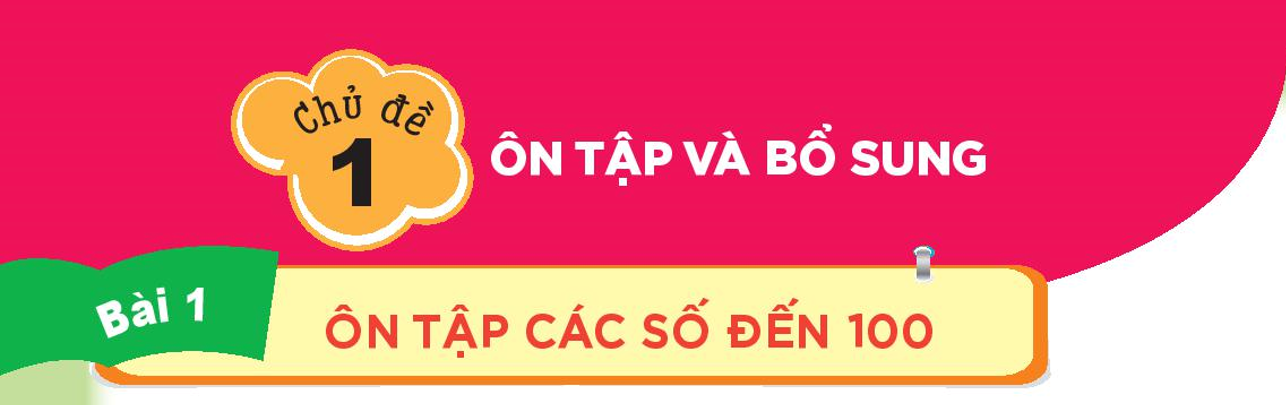 Chủ đề
1
ÔN TẬP VÀ BỔ SUNG
Bài 1
ÔN TẬP CÁC SỐ ĐẾN 100